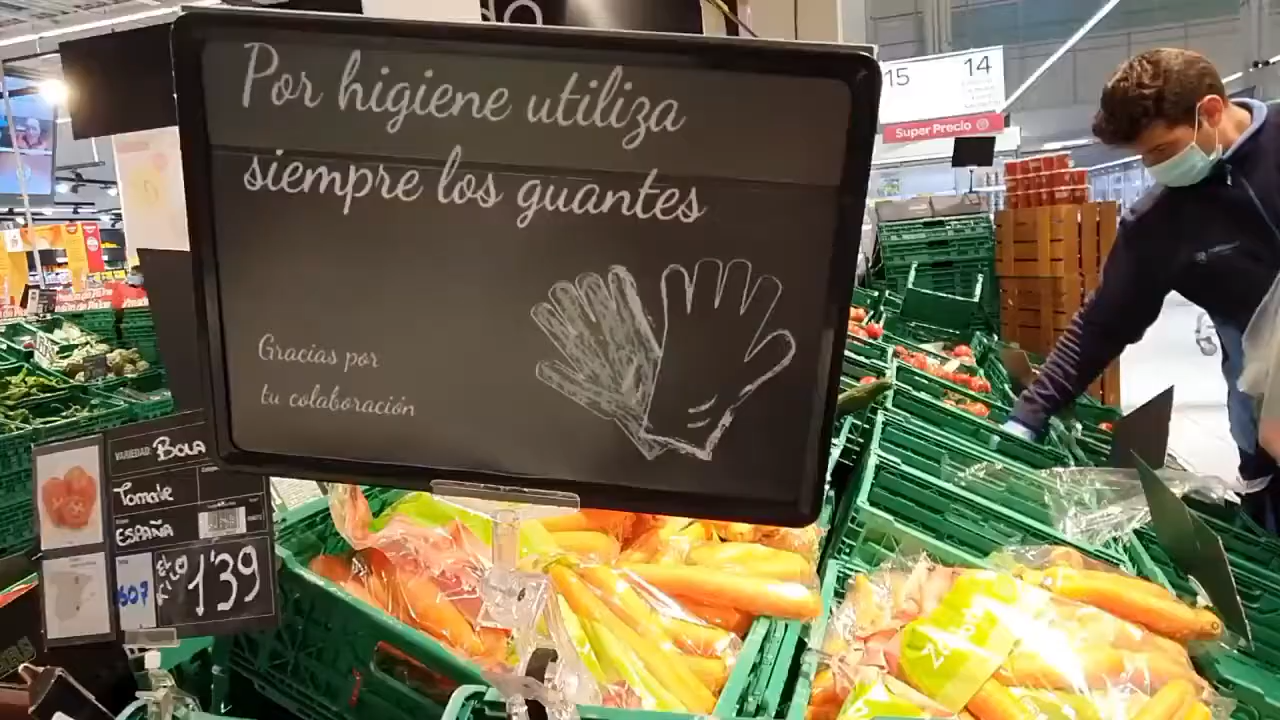 Por higiene utiliza
siempre los guantes
Gracias por
tu colaboración
15
14
Super Precio
VARIEDAD: BOLA
Tomate
ESPAÑA
607
EL KILO
1'39